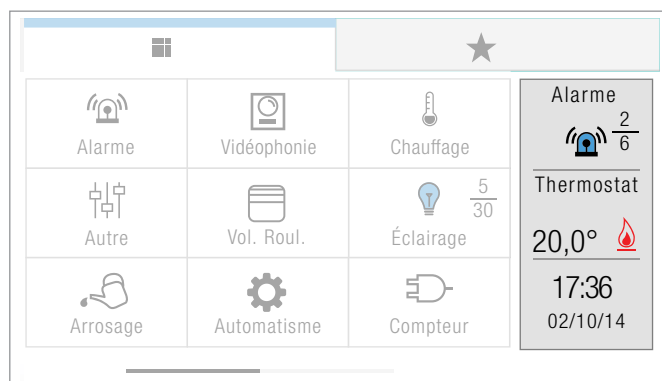 Alarme
Vidéophonie
Chauffage
Autre
Vol. Roul.
5
30
Éclairage
Arrosage
Automatisme
Compteur
Alarme
2
6
Thermostat
20,0°
17:36
02/10/14